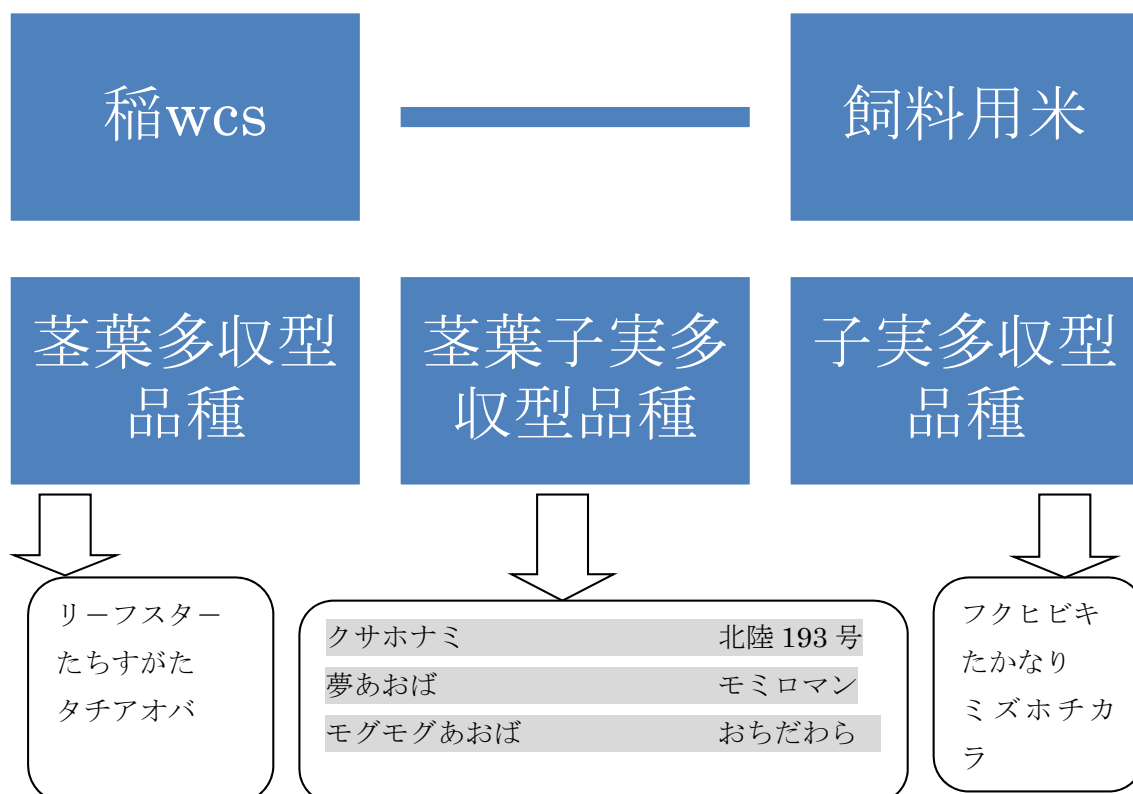 稲wcs
飼料用米
茎葉多収型
品種
茎葉子実多
収型品種
子実多収型
品種
リーフスター
たちすがた
タチアオバ
クサホナミ 北陸 193 号
夢あおば モミロマン
モグモグあおば おちだわら
フクヒビキ
たかなり
ミズホチカ
ラ